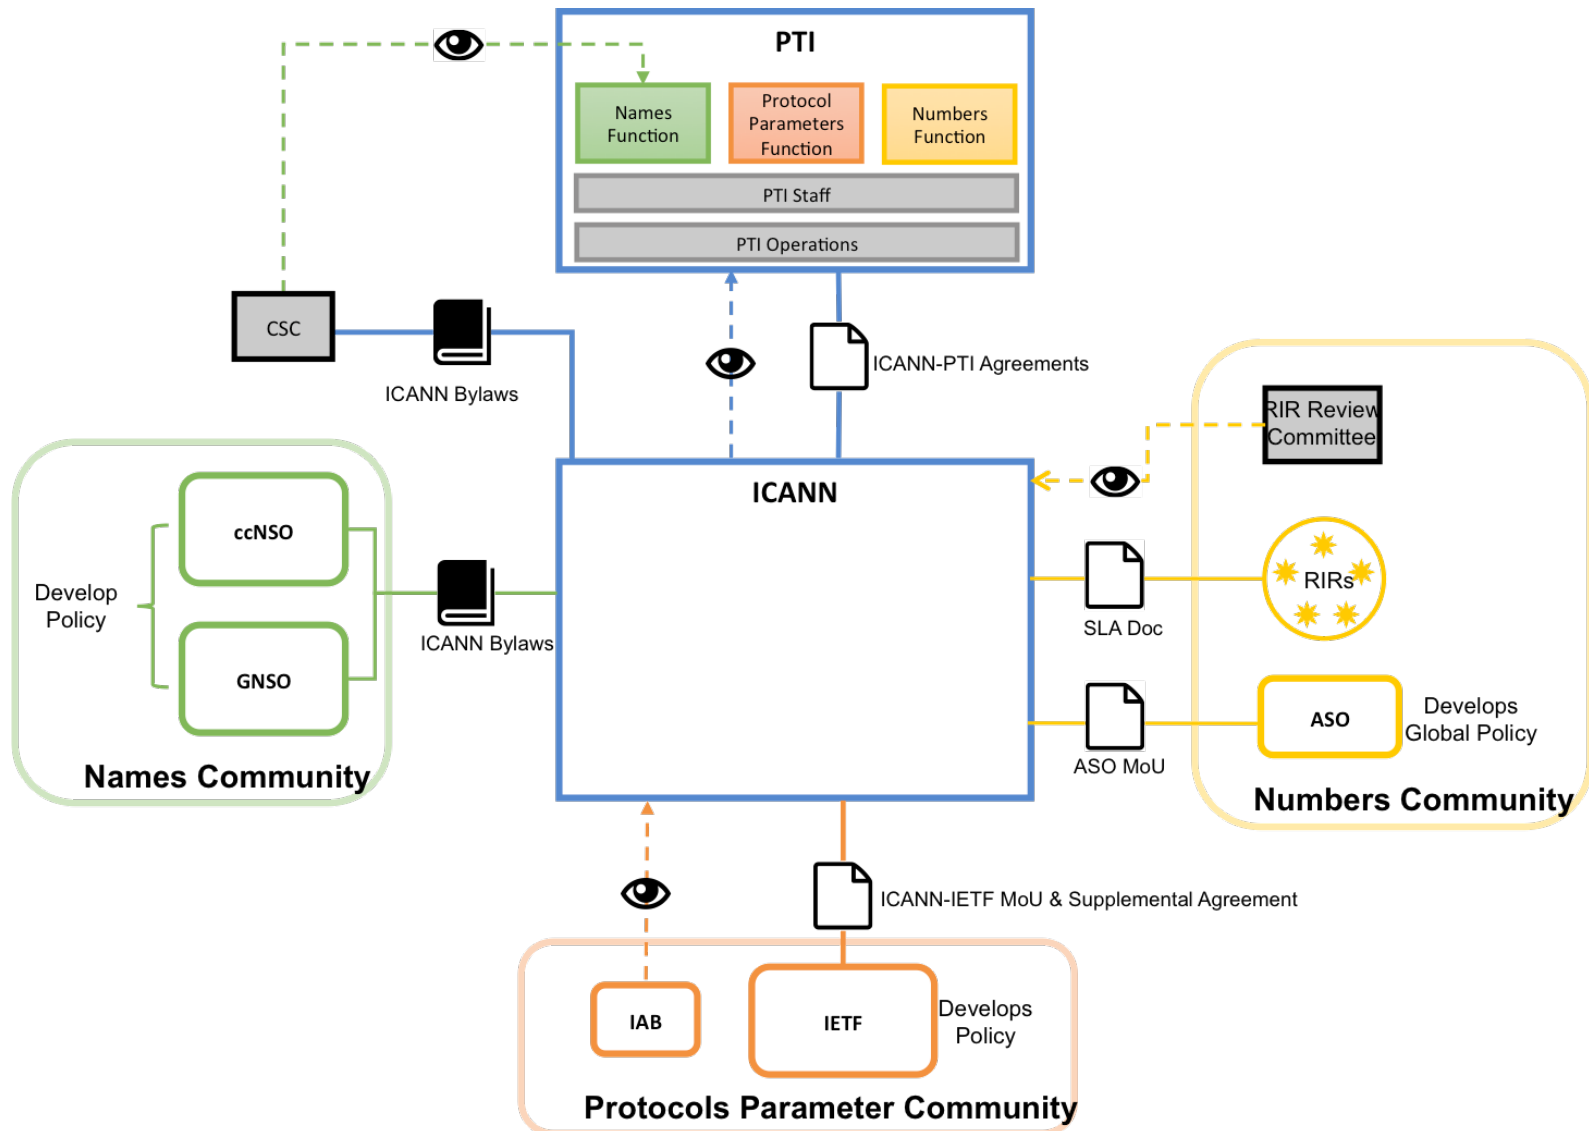 PTI
Names
Function
Protocol
Parameters
Function
Numbers
Function
PTI Staff
PTI Operations
CSC
ICANN Bylaws
ICANN-PTI Agreements
RIR Review
Committee
ICANN
ccNSO
Develop
Policy
GNSO
ICANN Bylaws
Names Community
RIRs
SLA Doc
ASO
Develops
Global Policy
ASO MoU
Numbers Community
ICANN-IETF MoU & Supplemental Agreement
IAB
IETF
Develops
Policy
Protocols Parameter Community